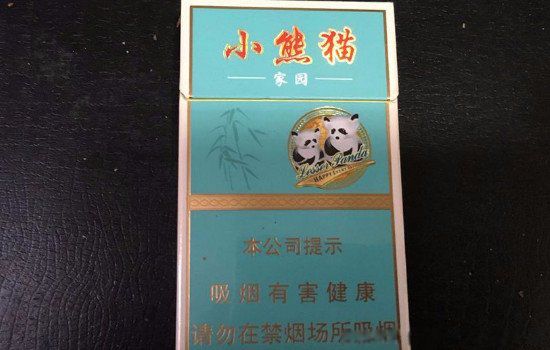 小熊猫
家园
Lesser Panda
本公司提示
吸烟有害健康
请勿在禁烟场所吸烟